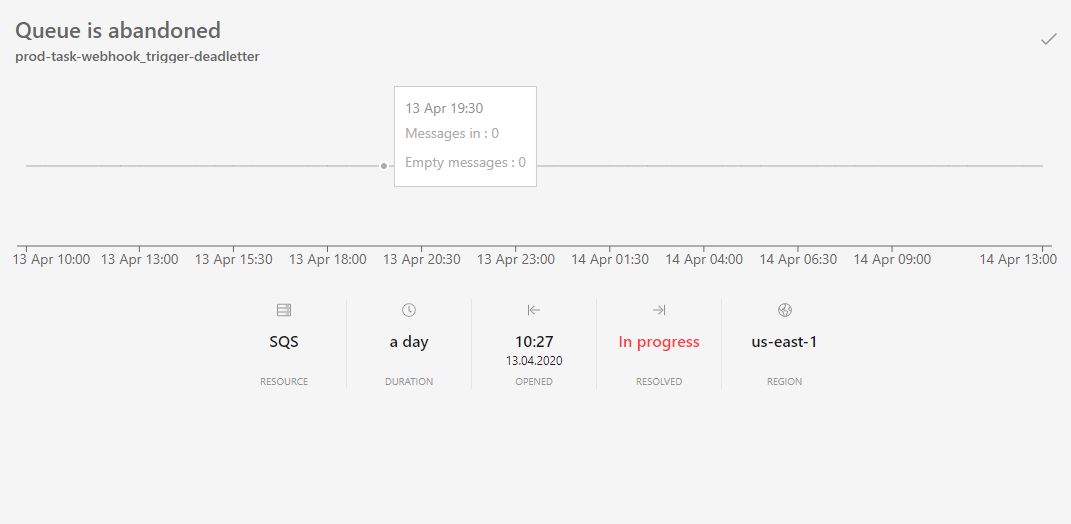 Queue is abandoned
prod-task-webhook_trigger-deadletter
13 Apr 19:30
Messages in : 0
Empty messages : 0
13 Apr 10:00 13 Apr 13:00 13 Apr 15:30 13 Apr 18:00 13 Apr 20:30 13 Apr 23:00 14 Apr 01:30 14 Apr 04:00 14 Apr 06:30 14 Apr 09:00 14 Apr 13:00
SQS a day 10:27 In progress us-east-1
13.04.2020
RESOURCE DURATION OPENED RESOLVED REGION